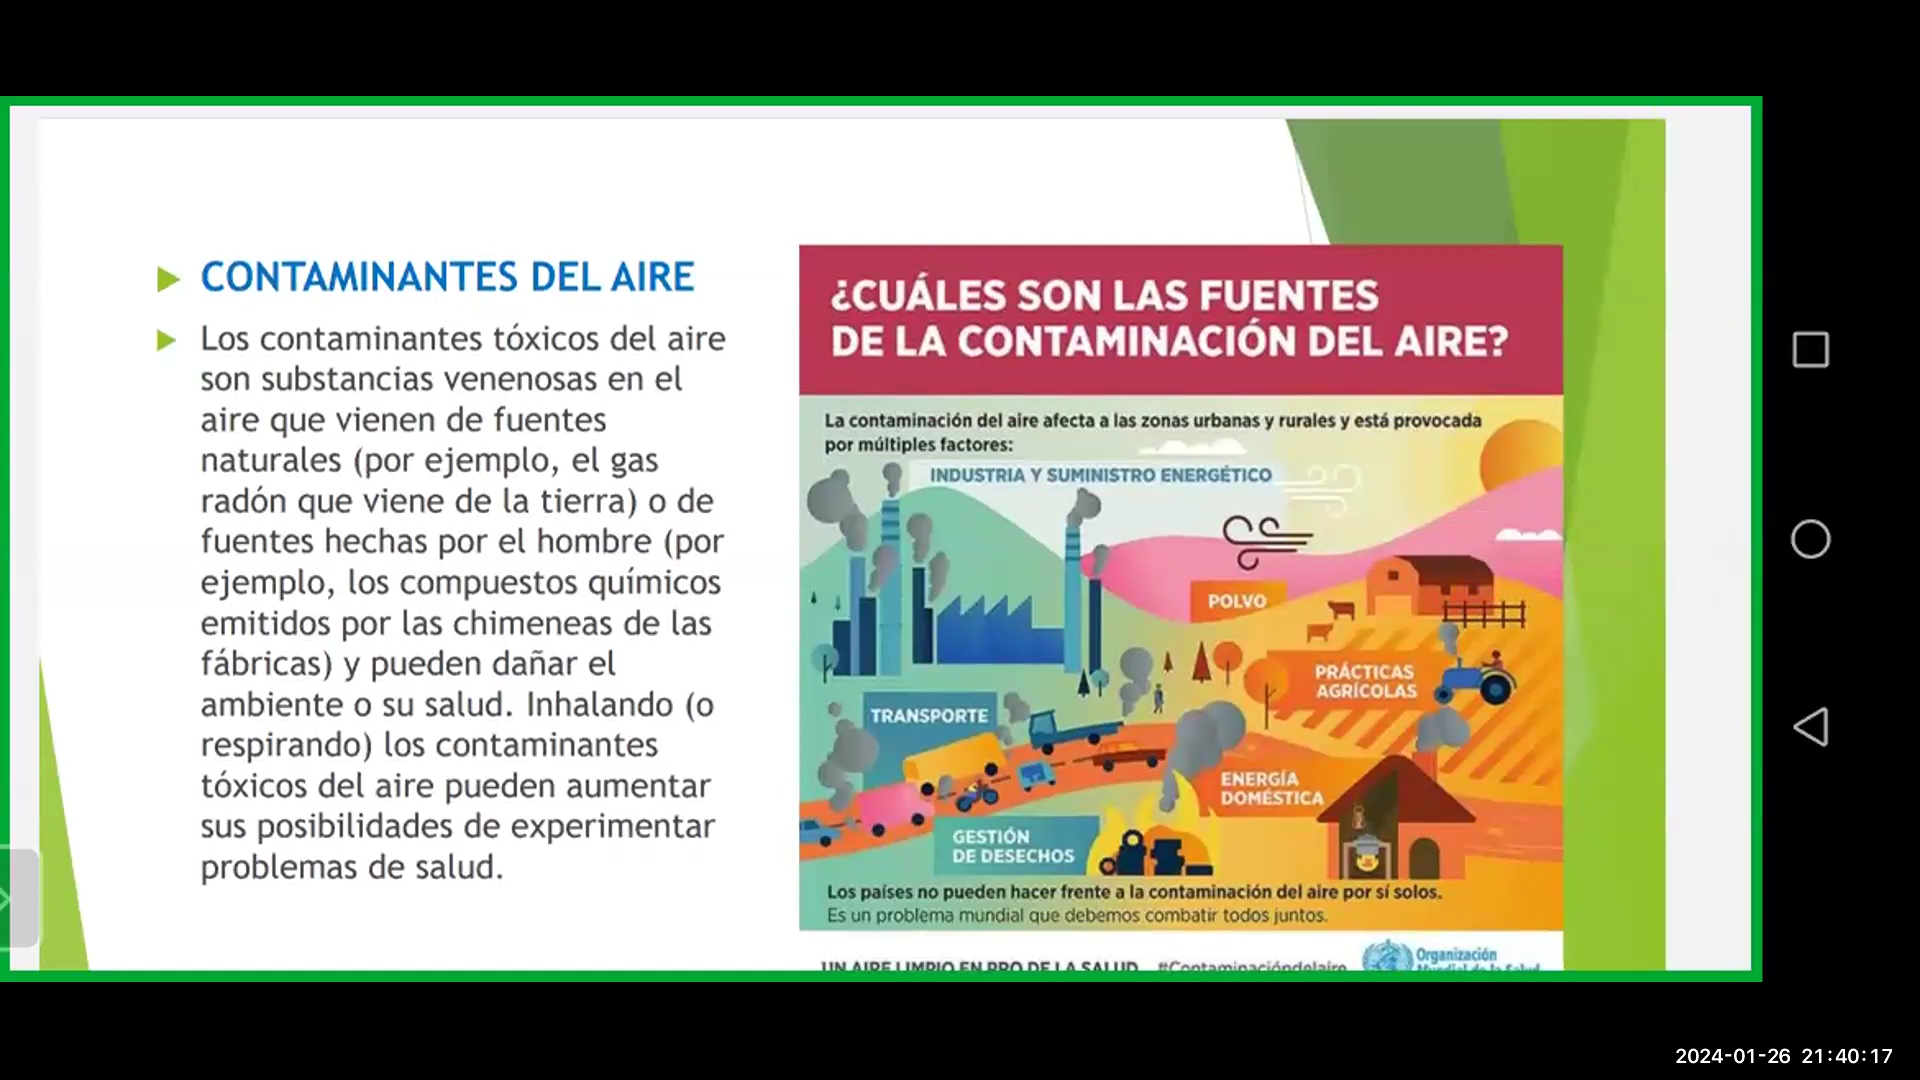 CONTAMINANTES DEL AIRE
Los contaminantes tóxicos del aire
son substancias venenosas en el
aire que vienen de fuentes
naturales (por ejemplo, el gas
radón que viene de la tierra) o de
fuentes hechas por el hombre (por
ejemplo, los compuestos químicos
emitidos por las chimeneas de las
fábricas) y pueden dañar el
ambiente o su salud. Inhalando (o
respirando) los contaminantes
tóxicos del aire pueden aumentar
sus posibilidades de experimentar
problemas de salud.
¿CUÁLES SON LAS FUENTES
DE LA CONTAMINACIÓN DEL AIRE?
La contaminación del aire afecta a las zonas urbanas y rurales y está provocada
por múltiples factores:
INDUSTRIA Y SUMINISTRO ENERGÉTICO
POLVO
PRÁCTICAS
AGRÍCOLAS
TRANSPORTE
ENERGÍA
DOMÉSTICA
GESTIÓN
DE DESECHOS
Los países no pueden hacer frente a la contaminación del aire por sí solos.
Es un problema mundial que debemos combatir todos juntos.
UN AIRE LIMPIO EN PRO DE LA SALUD #Contaminacióndelaire
Organización
Mundial de la Salud
2024-01-26 21:40:17